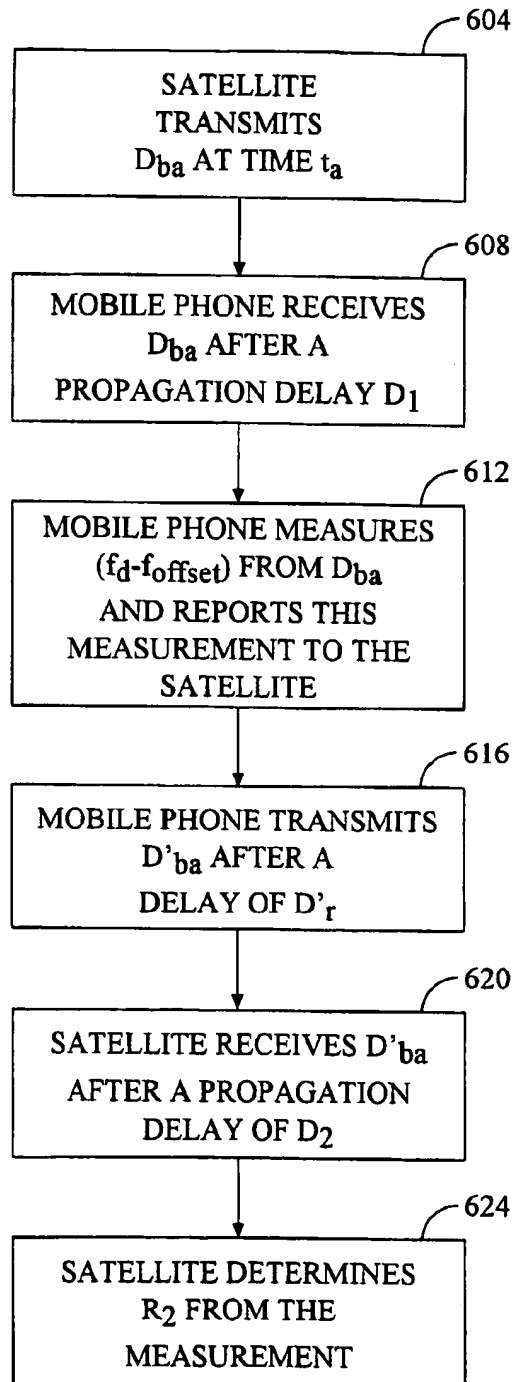 604
SATELLITE
TRANSMITS
D_ba AT TIME t_a
608
MOBILE PHONE RECEIVES
D_ba AFTER A
PROPAGATION DELAY D_1
612
MOBILE PHONE MEASURES
(f_d-f_offset) FROM D_ba
AND REPORTS THIS
MEASUREMENT TO THE
SATELLITE
616
MOBILE PHONE TRANSMITS
D'_ba AFTER A
DELAY OF D'_r
620
SATELLITE RECEIVES D'_ba
AFTER A PROPAGATION
DELAY OF D_2
624
SATELLITE DETERMINES
R_2 FROM THE
MEASUREMENT